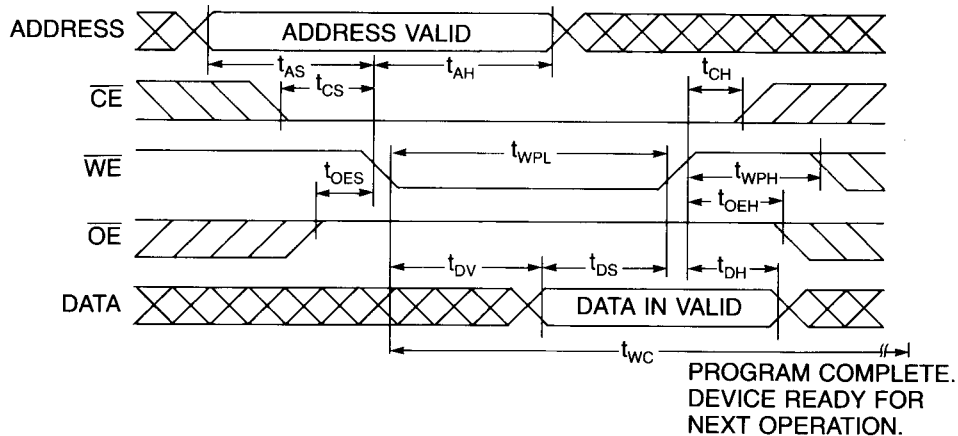 ADDRESS
ADDRESS VALID
tAS
tAH
tCS
tCH
CE
WE
tWPL
tOES
tWPH
tOEH
OE
tDV
tDS
tDH
DATA
DATA IN VALID
tWC
PROGRAM COMPLETE.
DEVICE READY FOR
NEXT OPERATION.